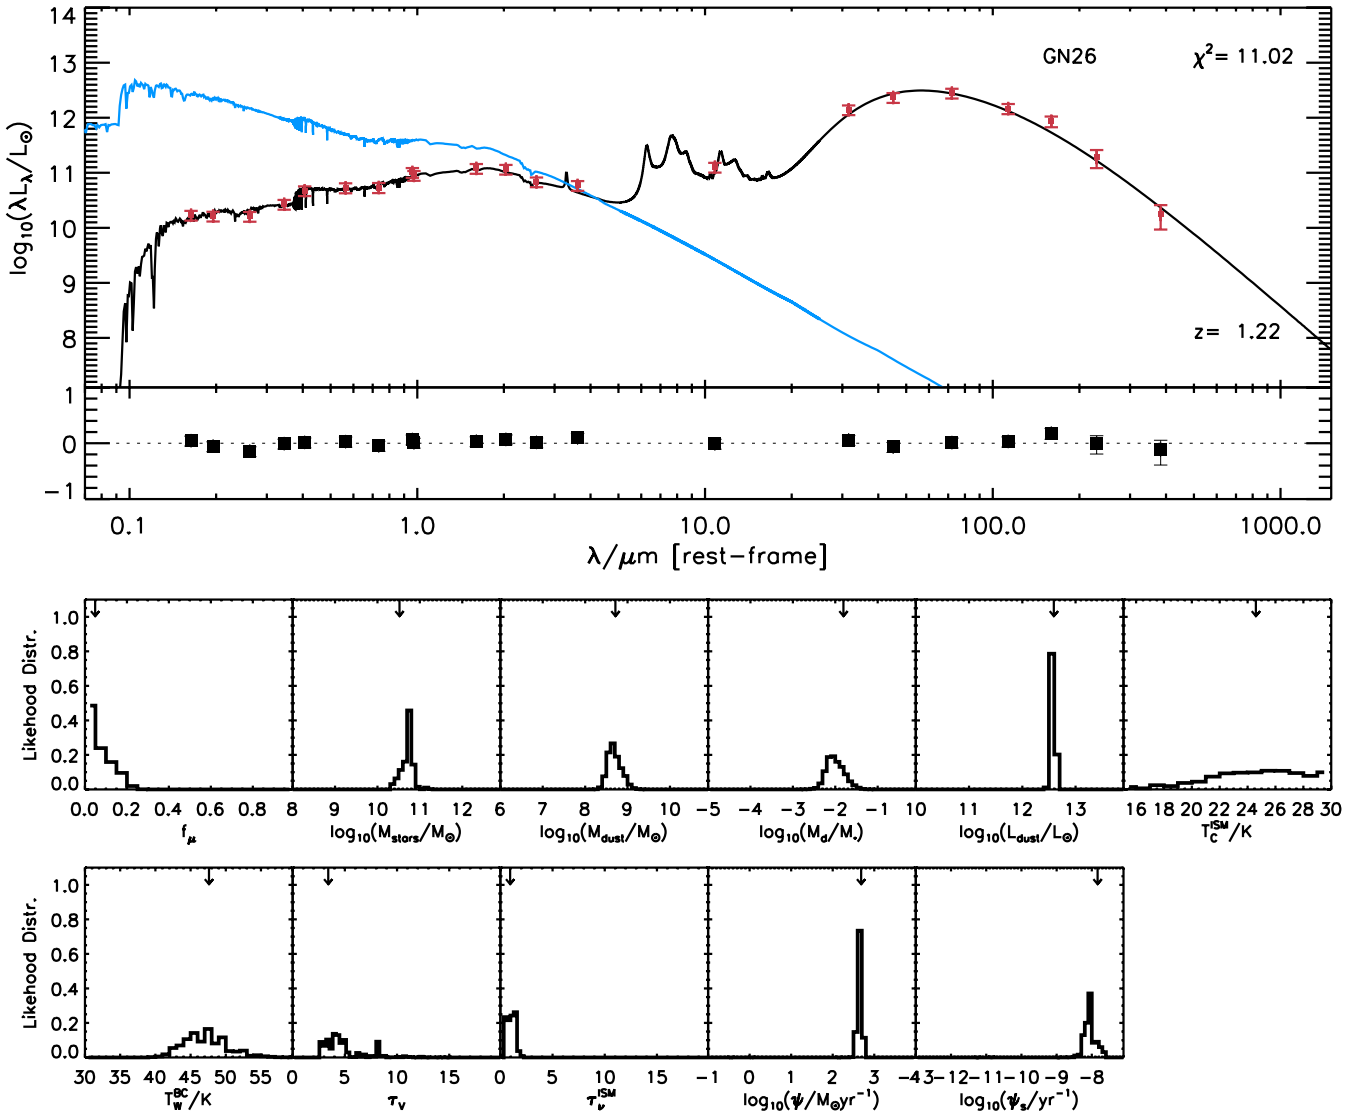 14
GN26 χ²= 11.02
13
12
11
10
9
8
z= 1.22
log₁₀(λL_λ/L⊙)
1
0
−1
0.1 1.0 10.0 100.0 1000.0
λ/μm [rest−frame]
1.0
0.8
0.6
0.4
0.2
0.0
Likehood Distr.
0.0 0.2 0.4 0.6 0.8 8 9 10 11 12 6 7 8 9 10 −5 −4 −3 −2 −1 10 11 12 13 16 18 20 22 24 26 28 30
f_μ log₁₀(M_stars/M⊙) log₁₀(M_dust/M⊙) log₁₀(M_d/M_*) log₁₀(L_dust/L⊙) T_C^ISM/K
1.0
0.8
0.6
0.4
0.2
0.0
Likehood Distr.
30 35 40 45 50 55 0 5 10 15 0 5 10 15 −1 0 1 2 3 −4 3 −12 −11 −10 −9 −8
T_W^BC/K τ_V τ_ν^ISM log₁₀(ψ/M⊙yr⁻¹) log₁₀(ψ_s/yr⁻¹)